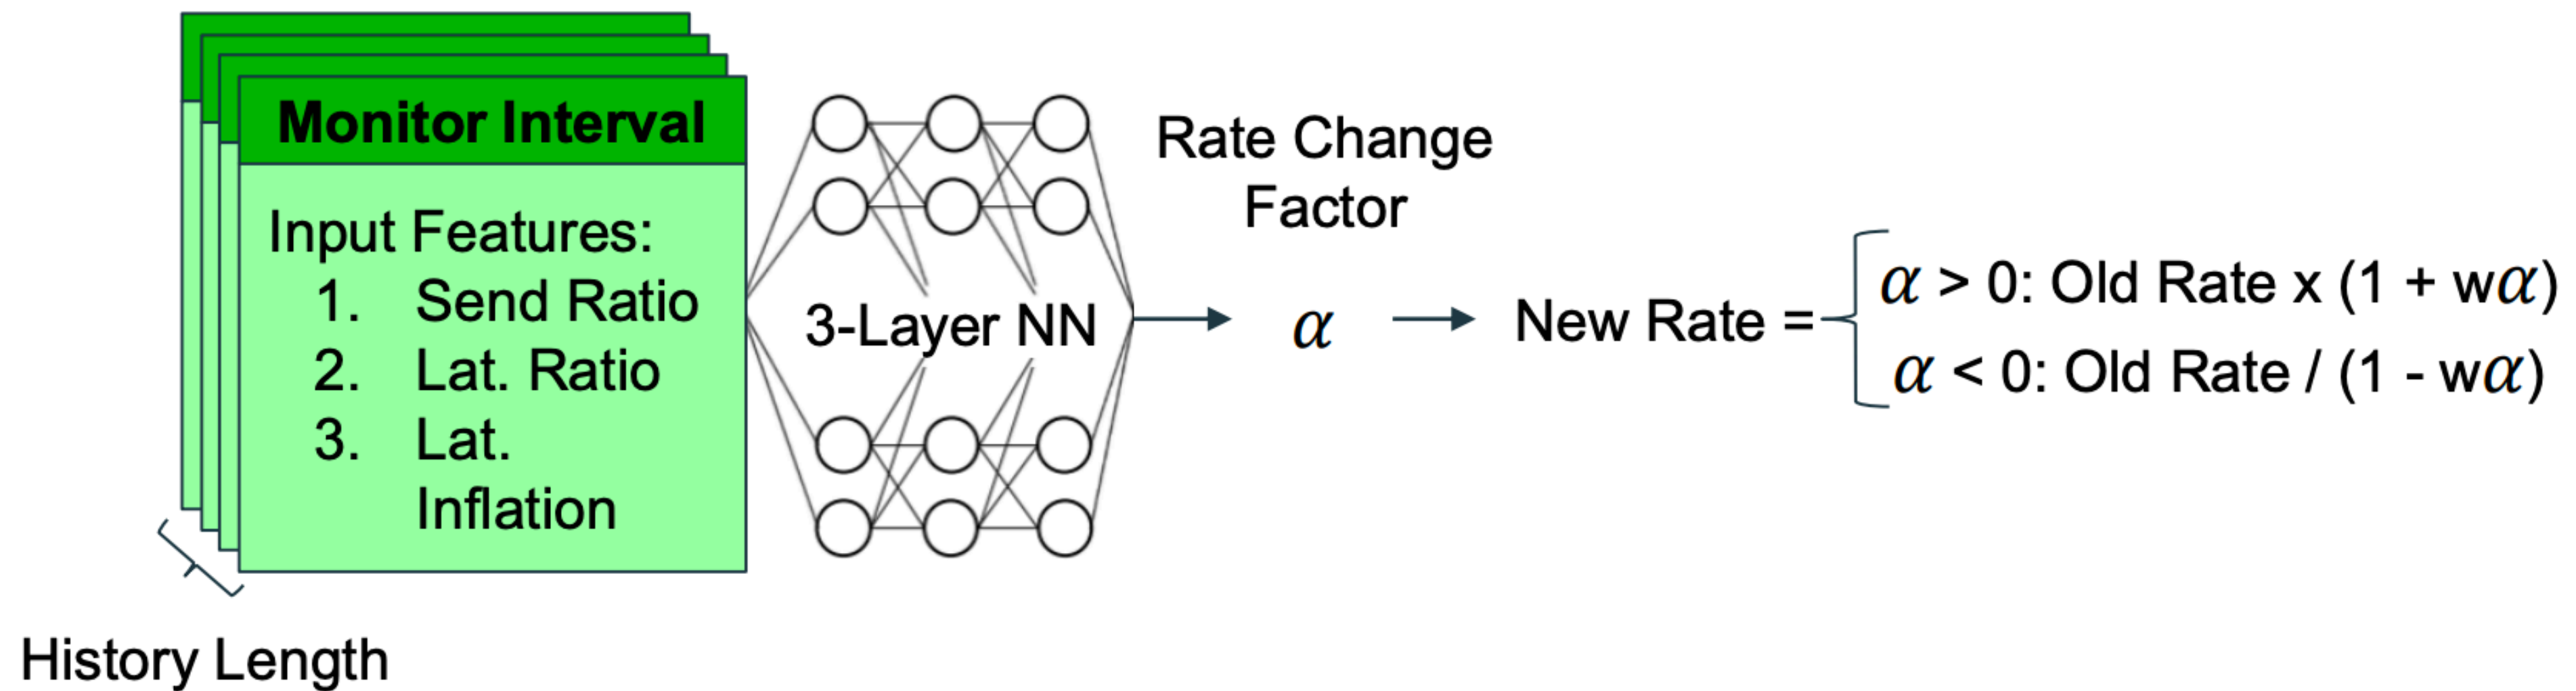 Monitor Interval
Input Features:
1. Send Ratio
2. Lat. Ratio
3. Lat.
Inflation
History Length
3-Layer NN
Rate Change
Factor
𝛼
New Rate =
𝛼 > 0: Old Rate x (1 + w𝛼)
𝛼 < 0: Old Rate / (1 - w𝛼)